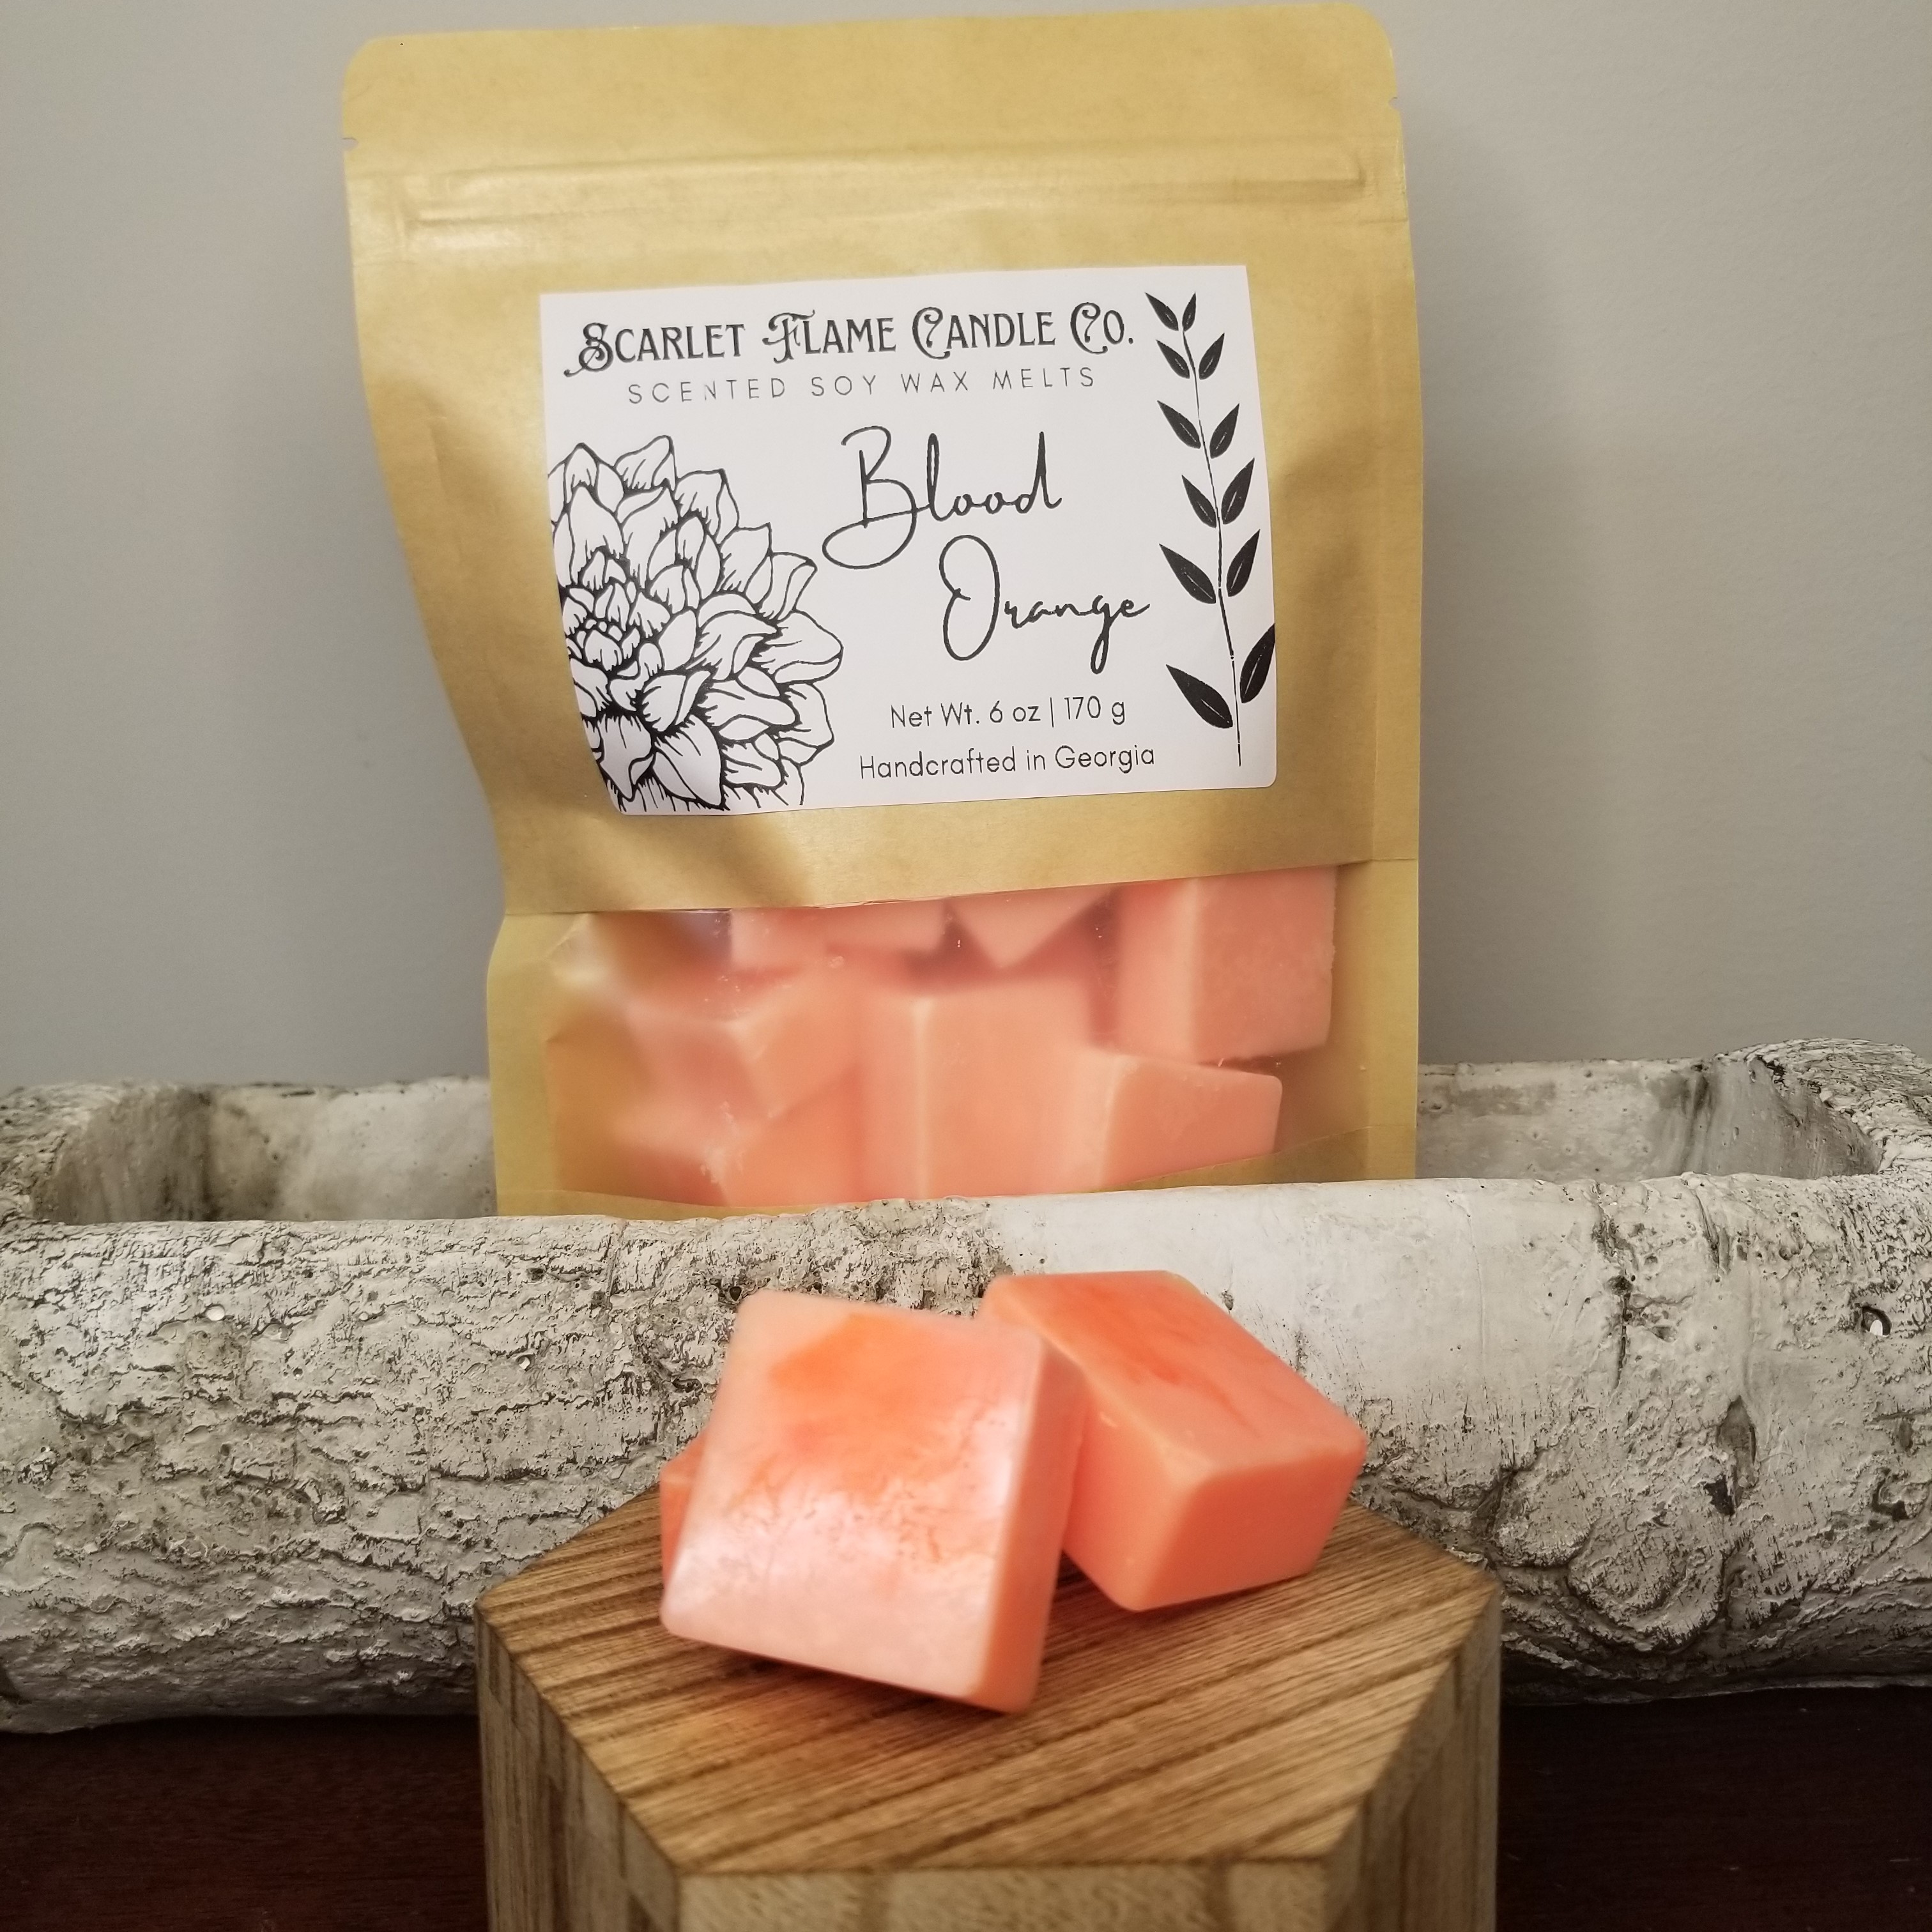 SCARLET FLAME CANDLE CO.
SCENTED SOY WAX MELTS
Blood
Orange
Net Wt. 6 oz | 170 g
Handcrafted in Georgia